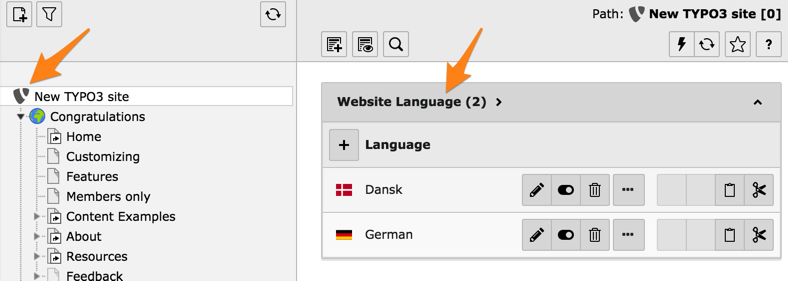 Path: New TYPO3 site [0]
New TYPO3 site
Congratulations
Home
Customizing
Features
Members only
Content Examples
About
Resources
Feedback
Website Language (2)
Language
Dansk
German